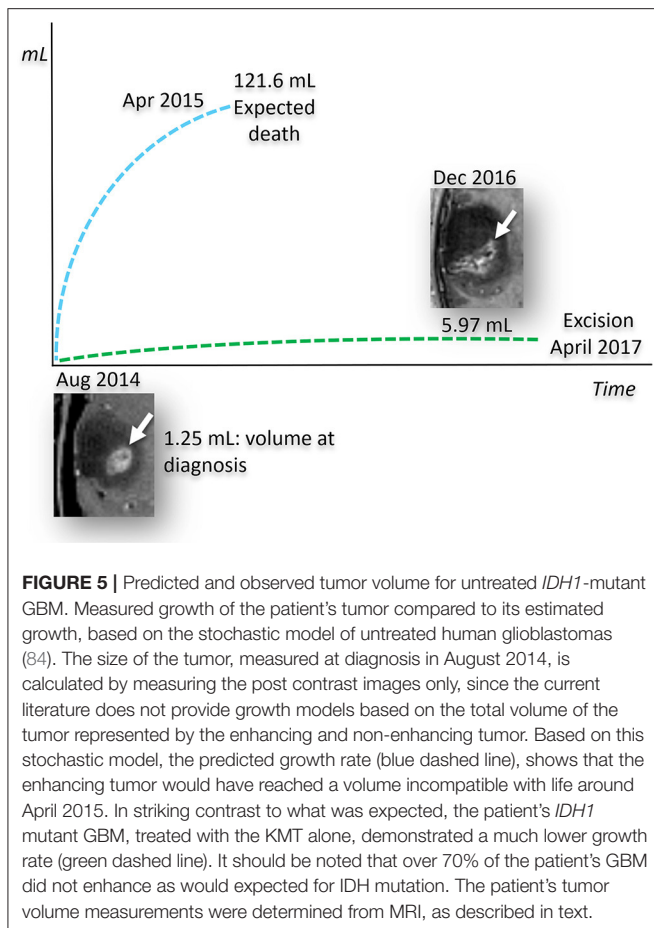 mL
Apr 2015
121.6 mL
Expected
death
Dec 2016
5.97 mL
Excision
April 2017
Aug 2014
Time
1.25 mL: volume at
diagnosis
FIGURE 5 | Predicted and observed tumor volume for untreated IDH1-mutant
GBM. Measured growth of the patient's tumor compared to its estimated
growth, based on the stochastic model of untreated human glioblastomas
(84). The size of the tumor, measured at diagnosis in August 2014, is
calculated by measuring the post contrast images only, since the current
literature does not provide growth models based on the total volume of the
tumor represented by the enhancing and non-enhancing tumor. Based on this
stochastic model, the predicted growth rate (blue dashed line), shows that the
enhancing tumor would have reached a volume incompatible with life around
April 2015. In striking contrast to what was expected, the patient's IDH1
mutant GBM, treated with the KMT alone, demonstrated a much lower growth
rate (green dashed line). It should be noted that over 70% of the patient's GBM
did not enhance as would expected for IDH mutation. The patient's tumor
volume measurements were determined from MRI, as described in text.